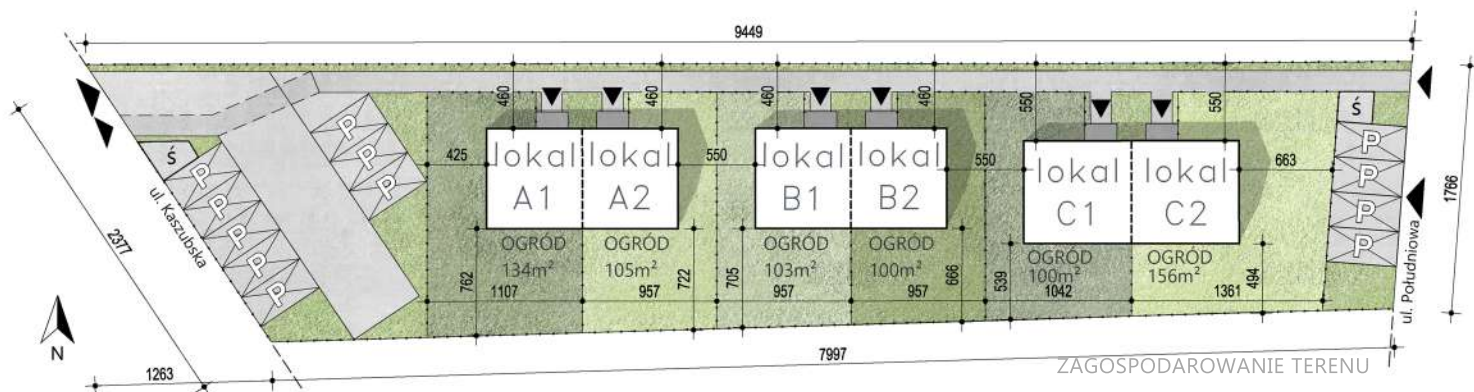 9449
460
460
460
460
550
550
Ś
Ś
P
P
P
P
P
P
P
P
P
P
P
425
lokal
A1
lokal
A2
550
lokal
B1
lokal
B2
550
lokal
C1
lokal
C2
663
1766
2377
ul. Kaszubska
ul. Południowa
OGRÓD
134m²
OGRÓD
105m²
OGRÓD
103m²
OGRÓD
100m²
OGRÓD
100m²
OGRÓD
156m²
762
722
705
666
539
494
1107
957
957
957
1042
1361
N
1263
7997
ZAGOSPODAROWANIE TERENU